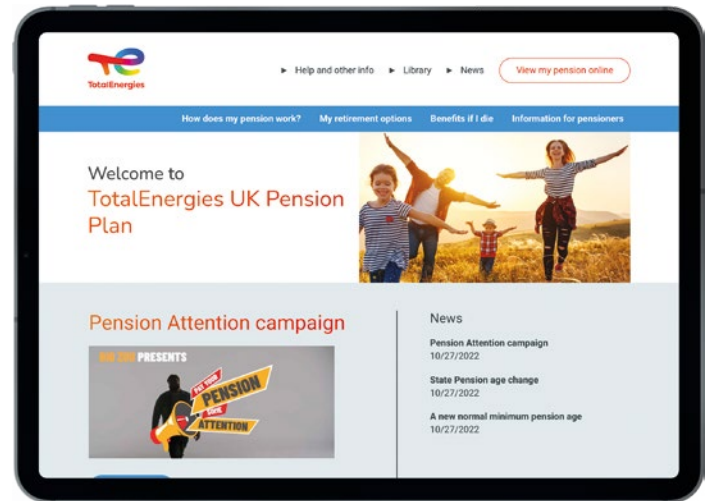 TotalEnergies
► Help and other info ► Library ► News View my pension online
How does my pension work? My retirement options Benefits if I die Information for pensioners
Welcome to
TotalEnergies UK Pension
Plan
Pension Attention campaign
PRESENTS
PAY YOUR
PENSION
SOME
ATTENTION
News
Pension Attention campaign
10/27/2022
State Pension age change
10/27/2022
A new normal minimum pension age
10/27/2022